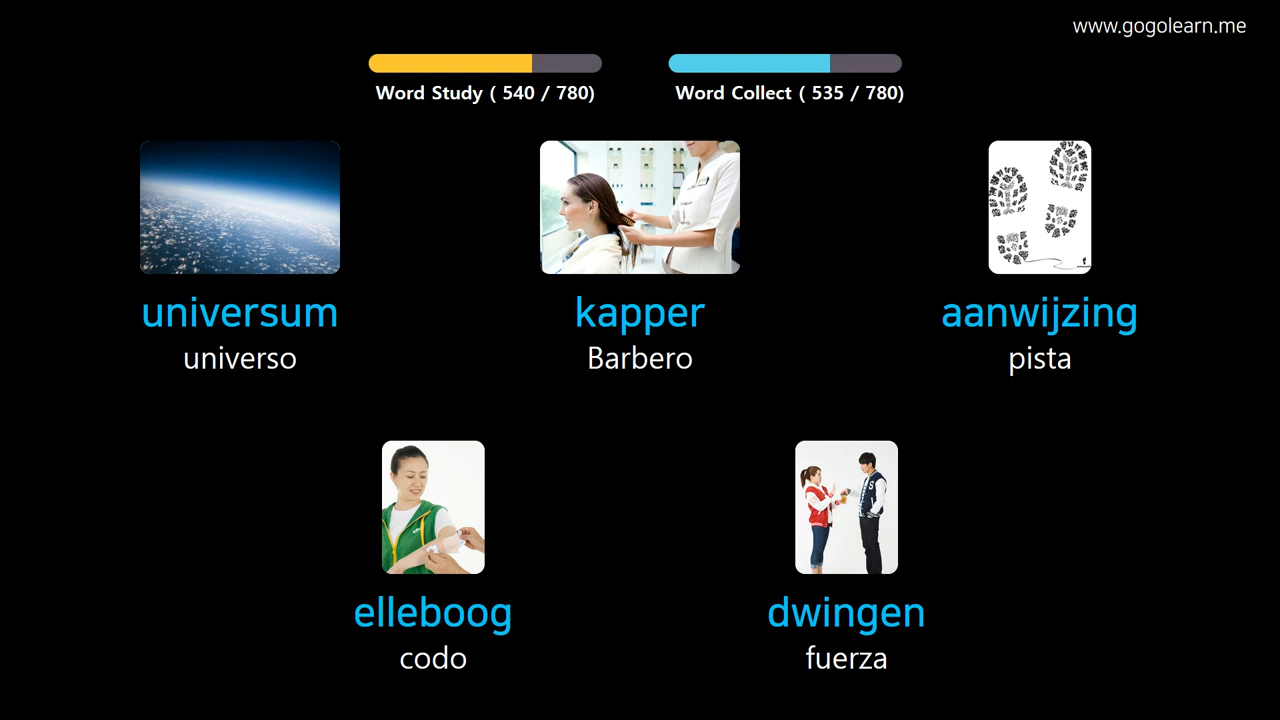 www.gogolearn.me
Word Study ( 540 / 780)
Word Collect ( 535 / 780)
universum
universo
kapper
Barbero
aanwijzing
pista
elleboog
codo
dwingen
fuerza